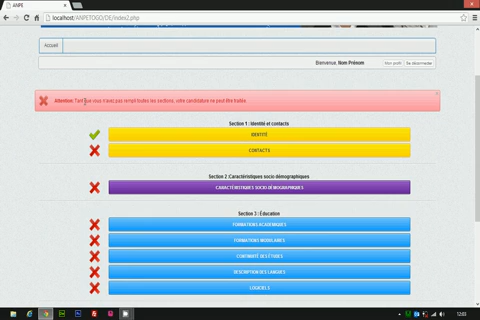 ANPE
localhost/ANPETOGO/DE/index2.php
Accueil
Bienvenue, Nom Prénom
Mon profil
Se déconnecter
Attention: Tant que vous n'avez pas rempli toutes les sections, votre candidature ne peut être traitée.
Section 1 : Identité et contacts
IDENTITÉ
CONTACTS
Section 2 : Caractéristiques socio démographiques
CARACTÉRISTIQUES SOCIO DÉMOGRAPHIQUES
Section 3 : Éducation
FORMATIONS ACADÉMIQUES
FORMATIONS MODULAIRES
CONTINUITÉ DES ÉTUDES
DESCRIPTION DES LANGUES
LOGICIELS
12:03